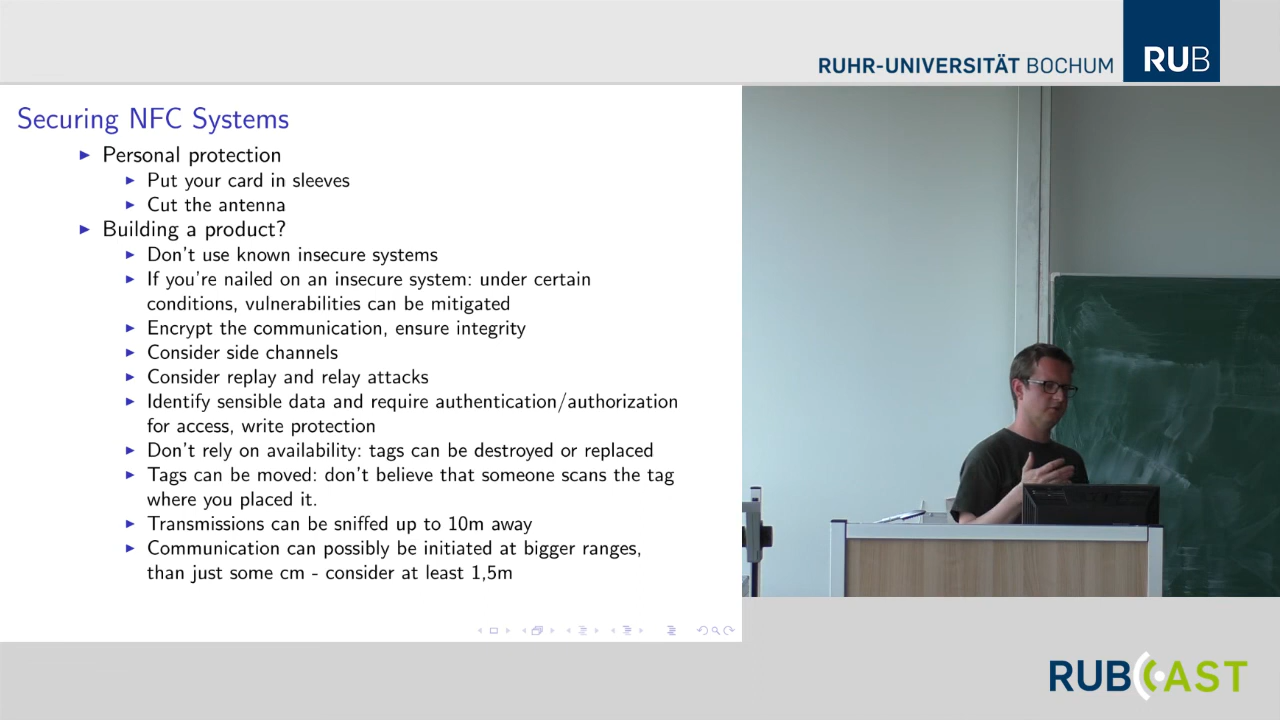 RUHR-UNIVERSITÄT BOCHUM
RUB
Securing NFC Systems
Personal protection
Put your card in sleeves
Cut the antenna
Building a product?
Don't use known insecure systems
If you're nailed on an insecure system: under certain
conditions, vulnerabilities can be mitigated
Encrypt the communication, ensure integrity
Consider side channels
Consider replay and relay attacks
Identify sensible data and require authentication/authorization
for access, write protection
Don't rely on availability: tags can be destroyed or replaced
Tags can be moved: don't believe that someone scans the tag
where you placed it.
Transmissions can be sniffed up to 10m away
Communication can possibly be initiated at bigger ranges,
than just some cm - consider at least 1,5m
RUBCAST